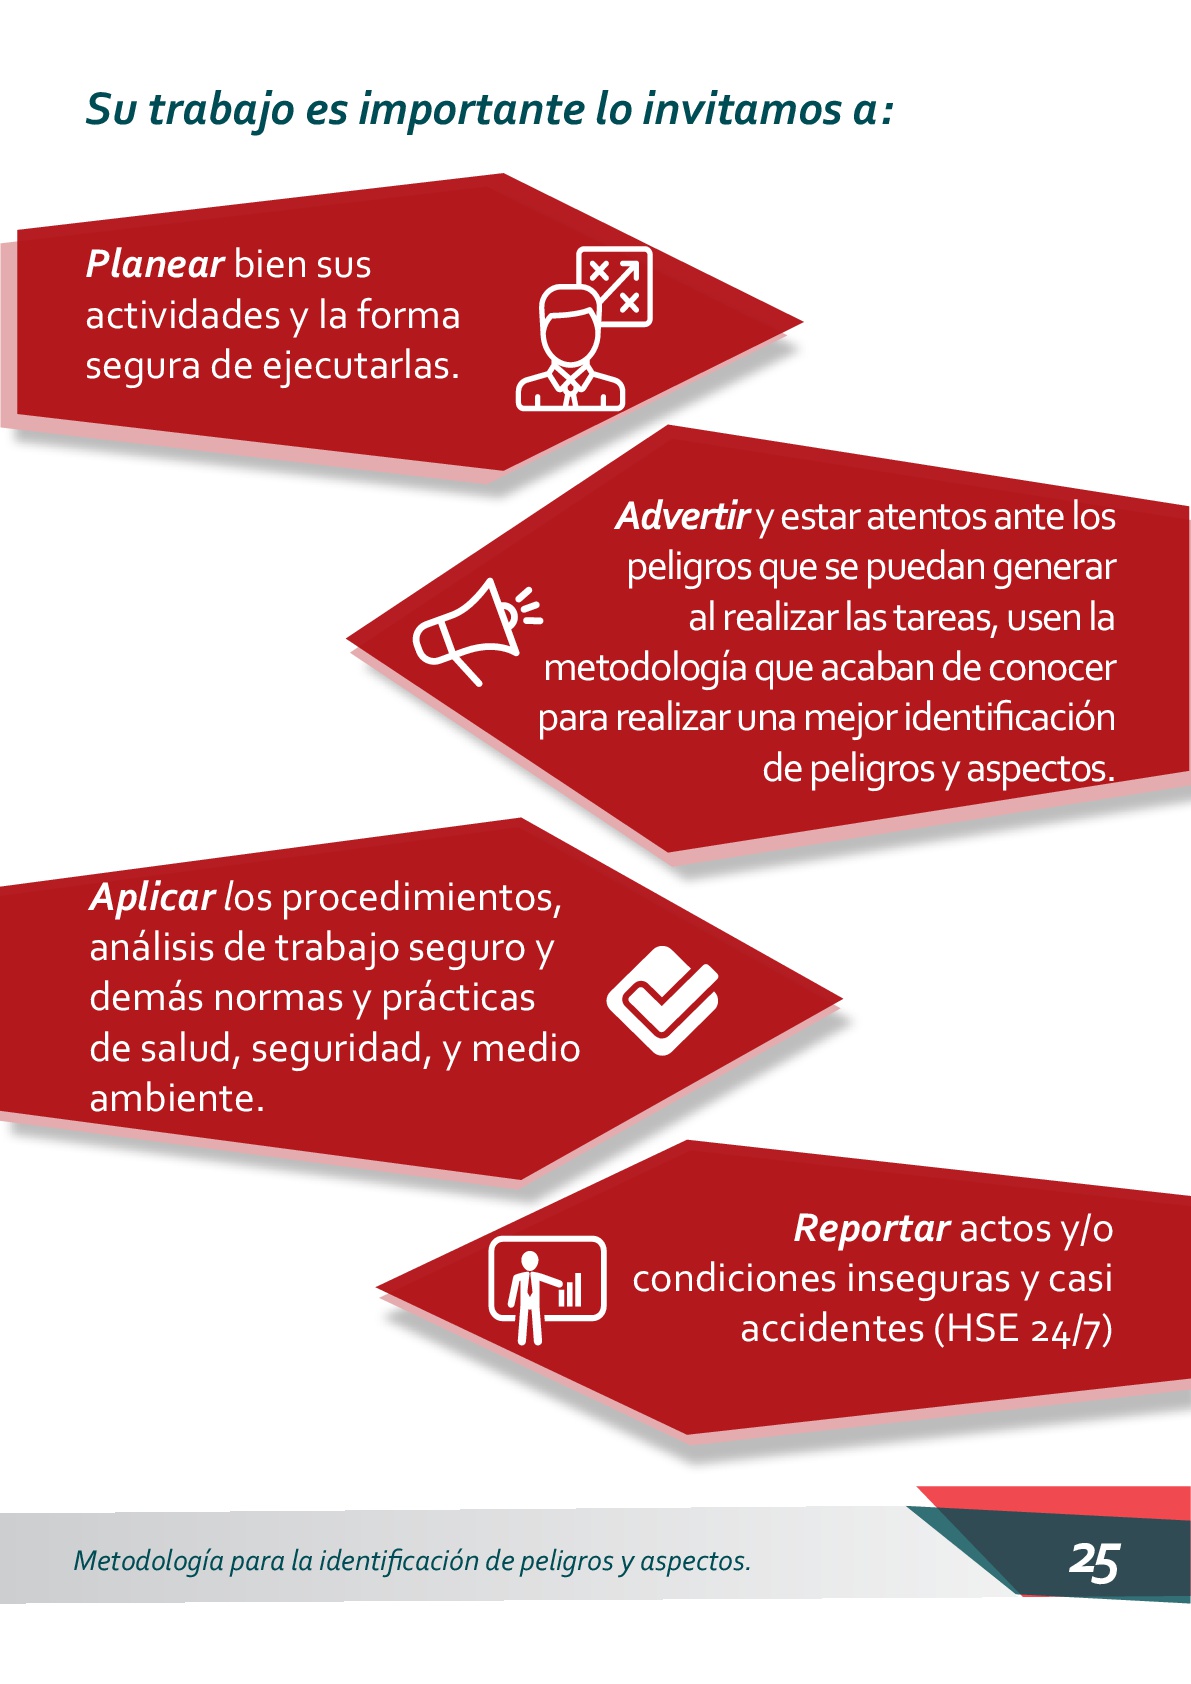 Su trabajo es importante lo invitamos a:
Planear bien sus
actividades y la forma
segura de ejecutarlas.
Advertir y estar atentos ante los
peligros que se puedan generar
al realizar las tareas, usen la
metodología que acaban de conocer
para realizar una mejor identificación
de peligros y aspectos.
Aplicar los procedimientos,
análisis de trabajo seguro y
demás normas y prácticas
de salud, seguridad, y medio
ambiente.
Reportar actos y/o
condiciones inseguras y casi
accidentes (HSE 24/7)
Metodología para la identificación de peligros y aspectos.
25